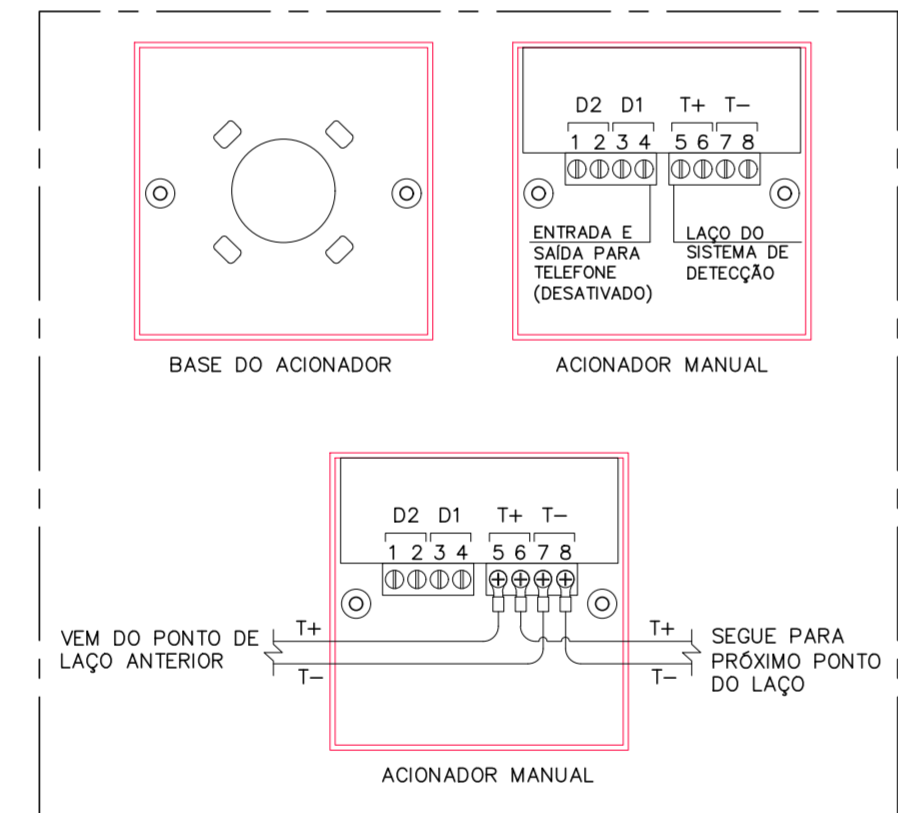 BASE DO ACIONADOR
D2 D1 T+ T−
1 2 3 4 5 6 7 8
ENTRADA E
SAÍDA PARA
TELEFONE
(DESATIVADO)
LAÇO DO
SISTEMA DE
DETECÇÃO
ACIONADOR MANUAL
D2 D1 T+ T−
1 2 3 4 5 6 7 8
VEM DO PONTO DE
LAÇO ANTERIOR
T+
T−
T+
T−
SEGUE PARA
PRÓXIMO PONTO
DO LAÇO
ACIONADOR MANUAL